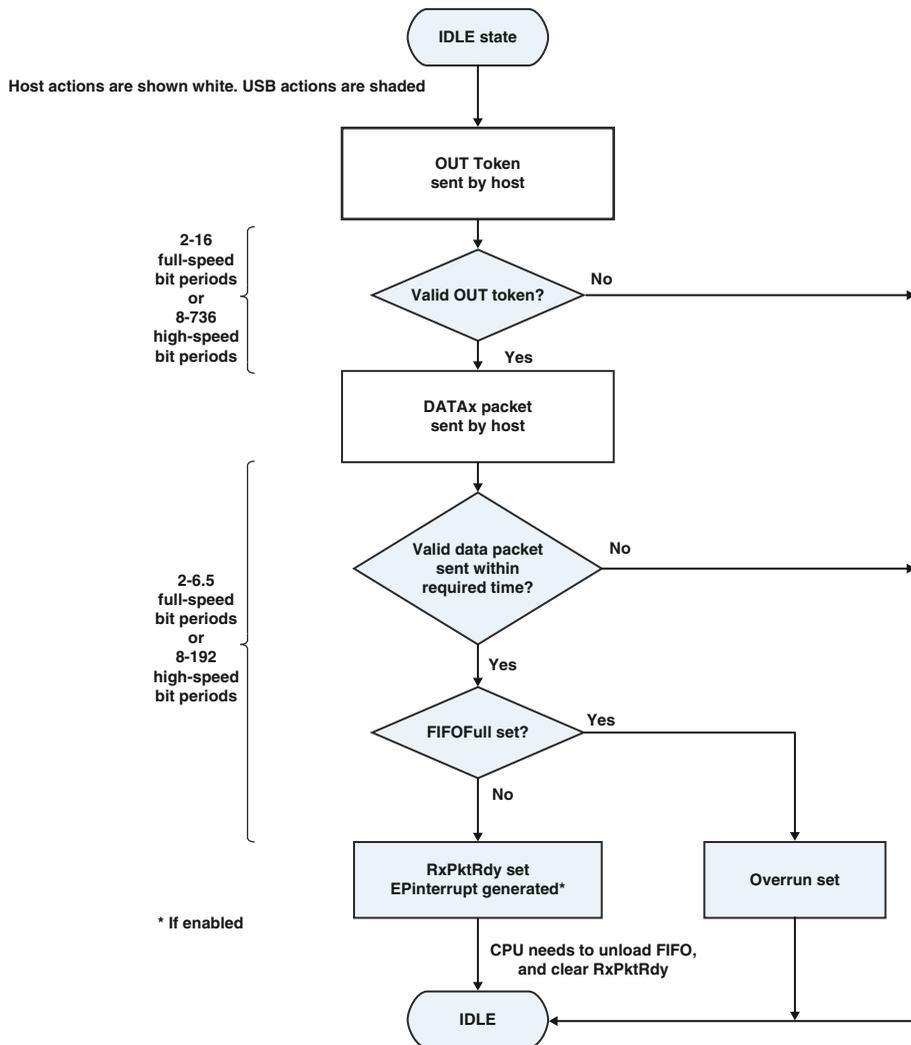 IDLE state
Host actions are shown white. USB actions are shaded
OUT Token
sent by host
2-16
full-speed
bit periods
or
8-736
high-speed
bit periods
Valid OUT token?
No
Yes
DATAx packet
sent by host
Valid data packet
sent within
required time?
No
2-6.5
full-speed
bit periods
or
8-192
high-speed
bit periods
Yes
FIFOFull set?
Yes
No
RxPktRdy set
EPinterrupt generated*
Overrun set
* If enabled
CPU needs to unload FIFO,
and clear RxPktRdy
IDLE